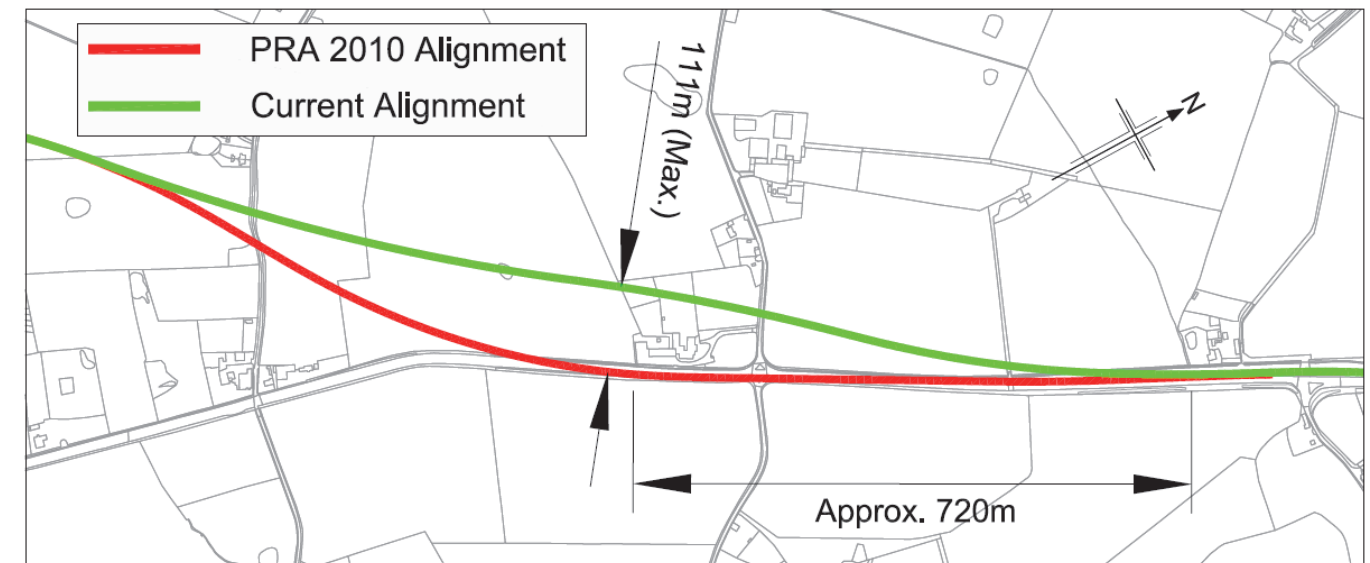 PRA 2010 Alignment
Current Alignment
111m (Max.)
N
Approx. 720m